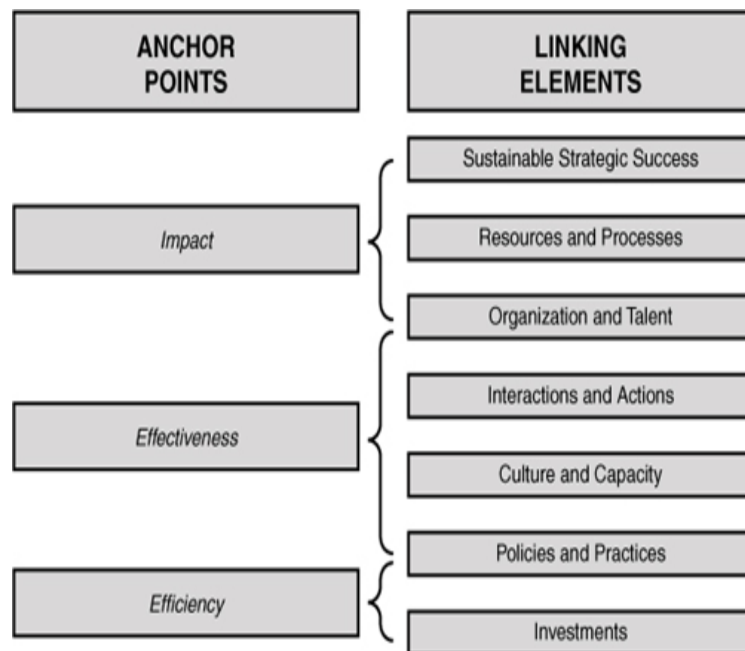 ANCHOR
POINTS
LINKING
ELEMENTS
Sustainable Strategic Success
Impact
Resources and Processes
Organization and Talent
Interactions and Actions
Effectiveness
Culture and Capacity
Policies and Practices
Efficiency
Investments